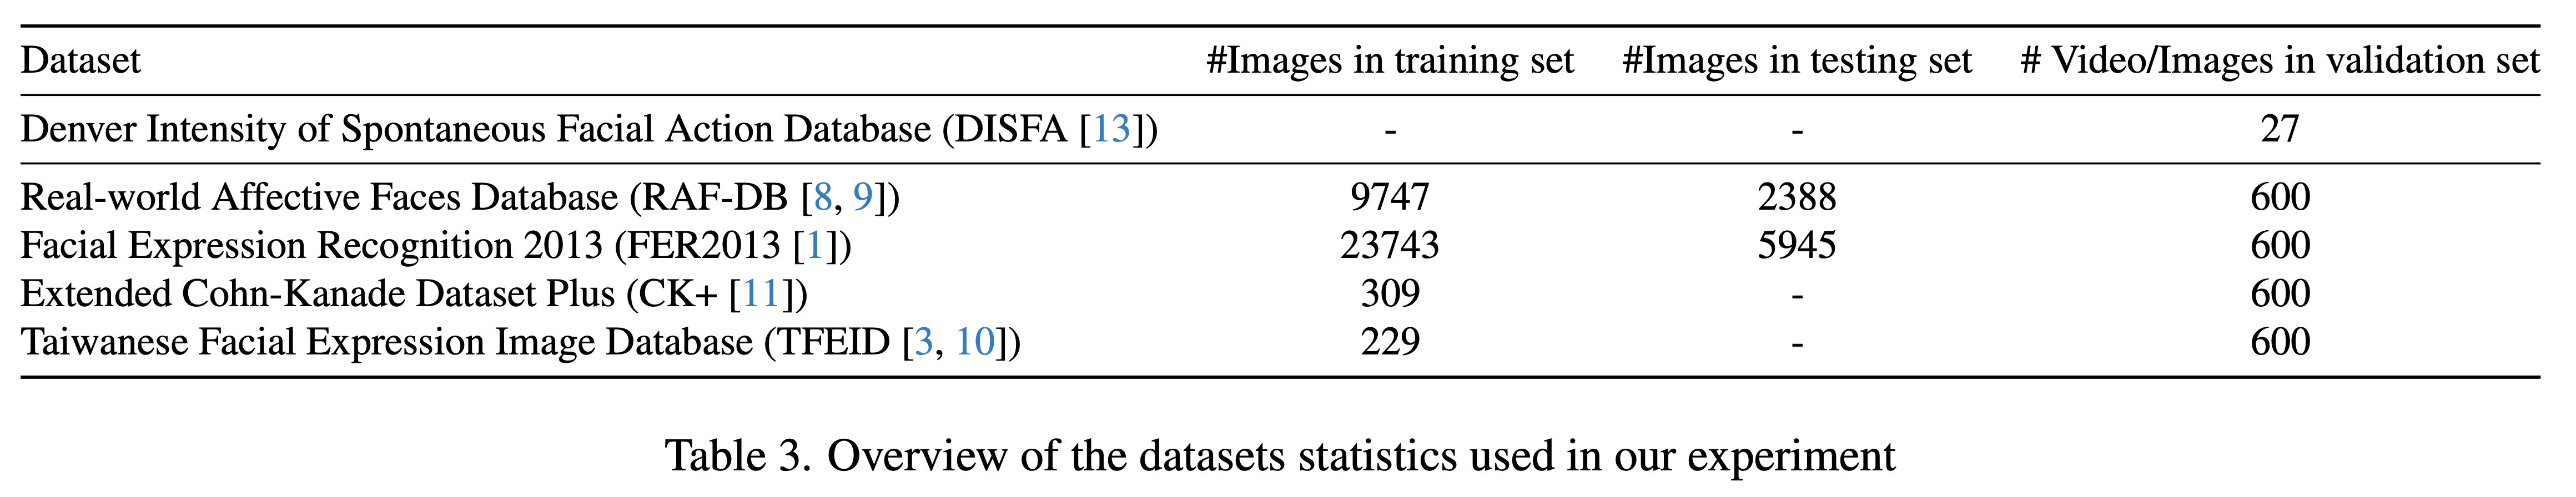 Dataset #Images in training set #Images in testing set # Video/Images in validation set
Denver Intensity of Spontaneous Facial Action Database (DISFA [13]) - - 27
Real-world Affective Faces Database (RAF-DB [8, 9]) 9747 2388 600
Facial Expression Recognition 2013 (FER2013 [1]) 23743 5945 600
Extended Cohn-Kanade Dataset Plus (CK+ [11]) 309 - 600
Taiwanese Facial Expression Image Database (TFEID [3, 10]) 229 - 600
Table 3. Overview of the datasets statistics used in our experiment